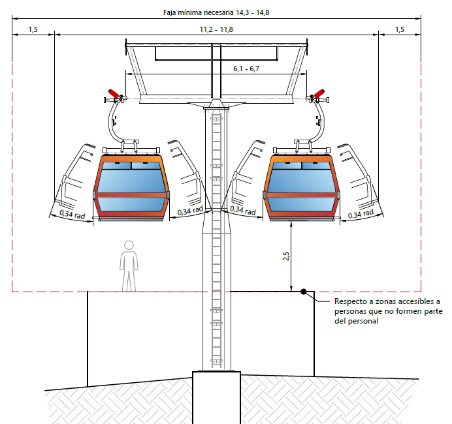 Faja mínima necesaria 14,3 - 14,8
1,5
11,2 - 11,8
1,5
6,1 - 6,7
0,34 rad
0,34 rad
0,34 rad
0,34 rad
2,5
Respecto a zonas accesibles a
personas que no formen parte
del personal